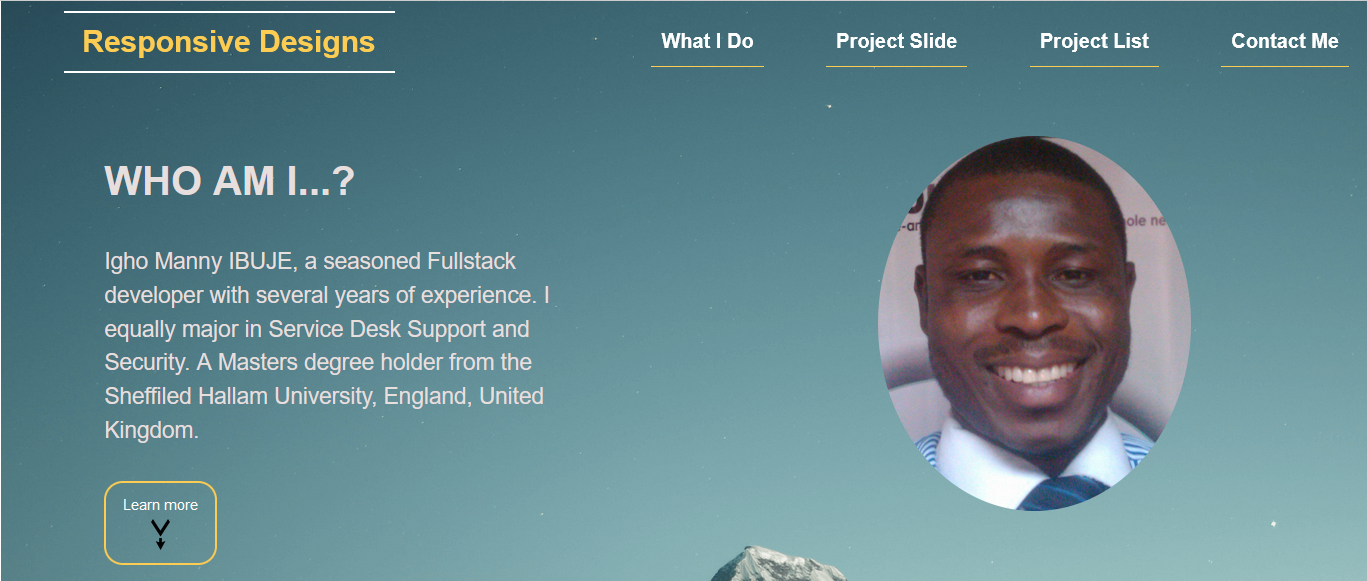 Responsive Designs
What I Do
Project Slide
Project List
Contact Me
WHO AM I...?
Igho Manny IBUJE, a seasoned Fullstack
developer with several years of experience. I
equally major in Service Desk Support and
Security. A Masters degree holder from the
Sheffiled Hallam University, England, United
Kingdom.
Learn more